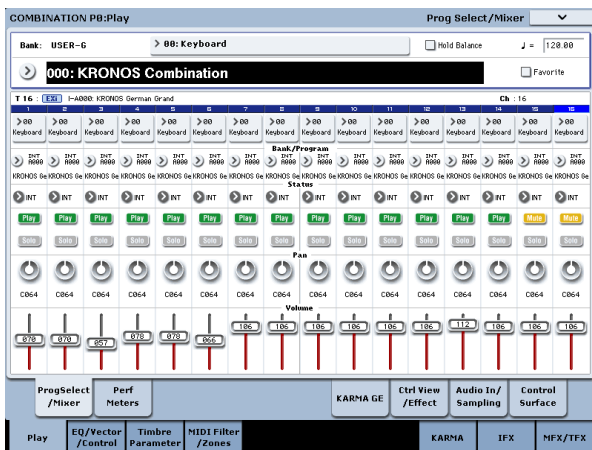 COMBINATION P0:Play Prog Select/Mixer
Bank: USER-G 00: Keyboard Hold Balance ♩ = 120.00
000: KRONOS Combination Favorite
T 16 : EXi I-A000: KRONOS German Grand Ch : 16
1 2 3 4 5 6 7 8 9 10 11 12 13 14 15 16
00 00 00 00 00 00 00 00 00 00 00 00 00 00 00 00
Keyboard Keyboard Keyboard Keyboard Keyboard Keyboard Keyboard Keyboard Keyboard Keyboard Keyboard Keyboard Keyboard Keyboard Keyboard Keyboard
Bank/Program
INT INT INT INT INT INT INT INT INT INT INT INT INT INT INT INT
A000 A000 A000 A000 A000 A000 A000 A000 A000 A000 A000 A000 A000 A000 A000 A000
KRONOS Ge KRONOS Ge KRONOS Ge KRONOS Ge KRONOS Ge KRONOS Ge KRONOS Ge KRONOS Ge KRONOS Ge KRONOS Ge KRONOS Ge KRONOS Ge KRONOS Ge KRONOS Ge KRONOS Ge KRONOS Ge
Status
INT INT INT INT INT INT INT INT INT INT INT INT INT INT INT INT
Play Play Play Play Play Play Play Play Play Play Play Play Play Play Mute Mute
Solo Solo Solo Solo Solo Solo Solo Solo Solo Solo Solo Solo Solo Solo Solo Solo
Pan
C064 C064 C064 C064 C064 C064 C064 C064 C064 C064 C064 C064 C064 C064 C064 C064
Volume
070 070 057 078 078 066 106 106 106 106 106 106 112 106 106 106
ProgSelect Perf Ctrl View Audio In/ Control
/Mixer Meters KARMA GE /Effect Sampling Surface
Play EQ/Vector Timbre MIDI Filter KARMA IFX MFX/TFX
/Control Parameter /Zones